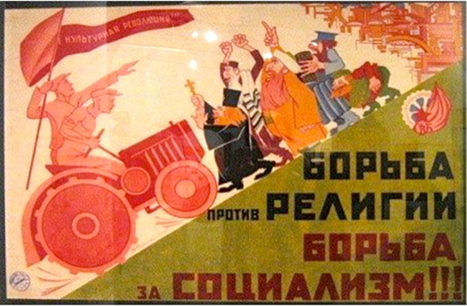 КУЛЬТУРНАЯ РЕВОЛЮЦИЯ
БОРЬБА
ПРОТИВ РЕЛИГИИ
БОРЬБА
ЗА СОЦИАЛИЗМ!!!